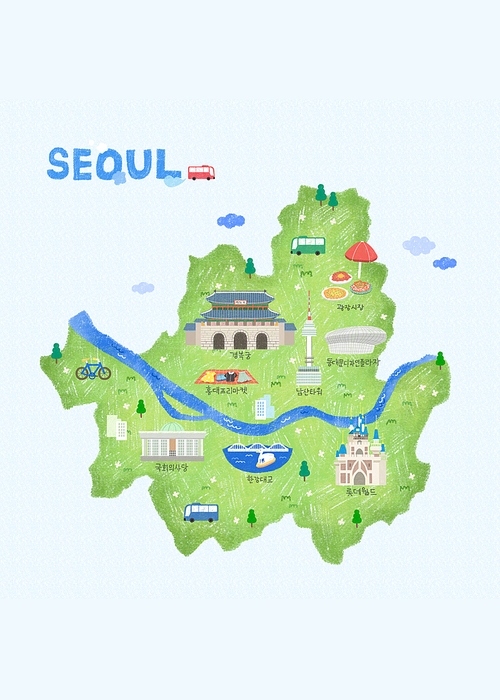 SEOUL
광장시장
경복궁
동대문디자인플라자
홍대프리마켓
남산타워
국회의사당
한강대교
롯데월드